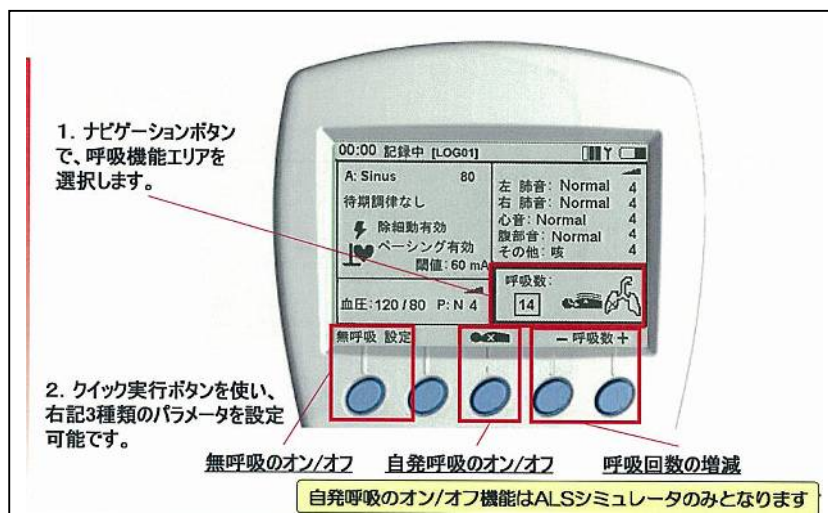 1. ナビゲーションボタン
で、呼吸機能エリアを
選択します。
00:00 記録中 [LOG01]
A: Sinus 80
待期調律なし
除細動有効
ペーシング有効
閾値:60 mA
血圧:120/80 P: N 4
左 肺音: Normal 4
右 肺音: Normal 4
心音: Normal 4
腹部音: Normal 4
その他: 咳 4
呼吸数:
14
無呼吸 設定
- 呼吸数 +
2. クイック実行ボタンを使い、
右記3種類のパラメータを設定
可能です。
無呼吸のオン/オフ
自発呼吸のオン/オフ
呼吸回数の増減
自発呼吸のオン/オフ機能はALSシミュレータのみとなります